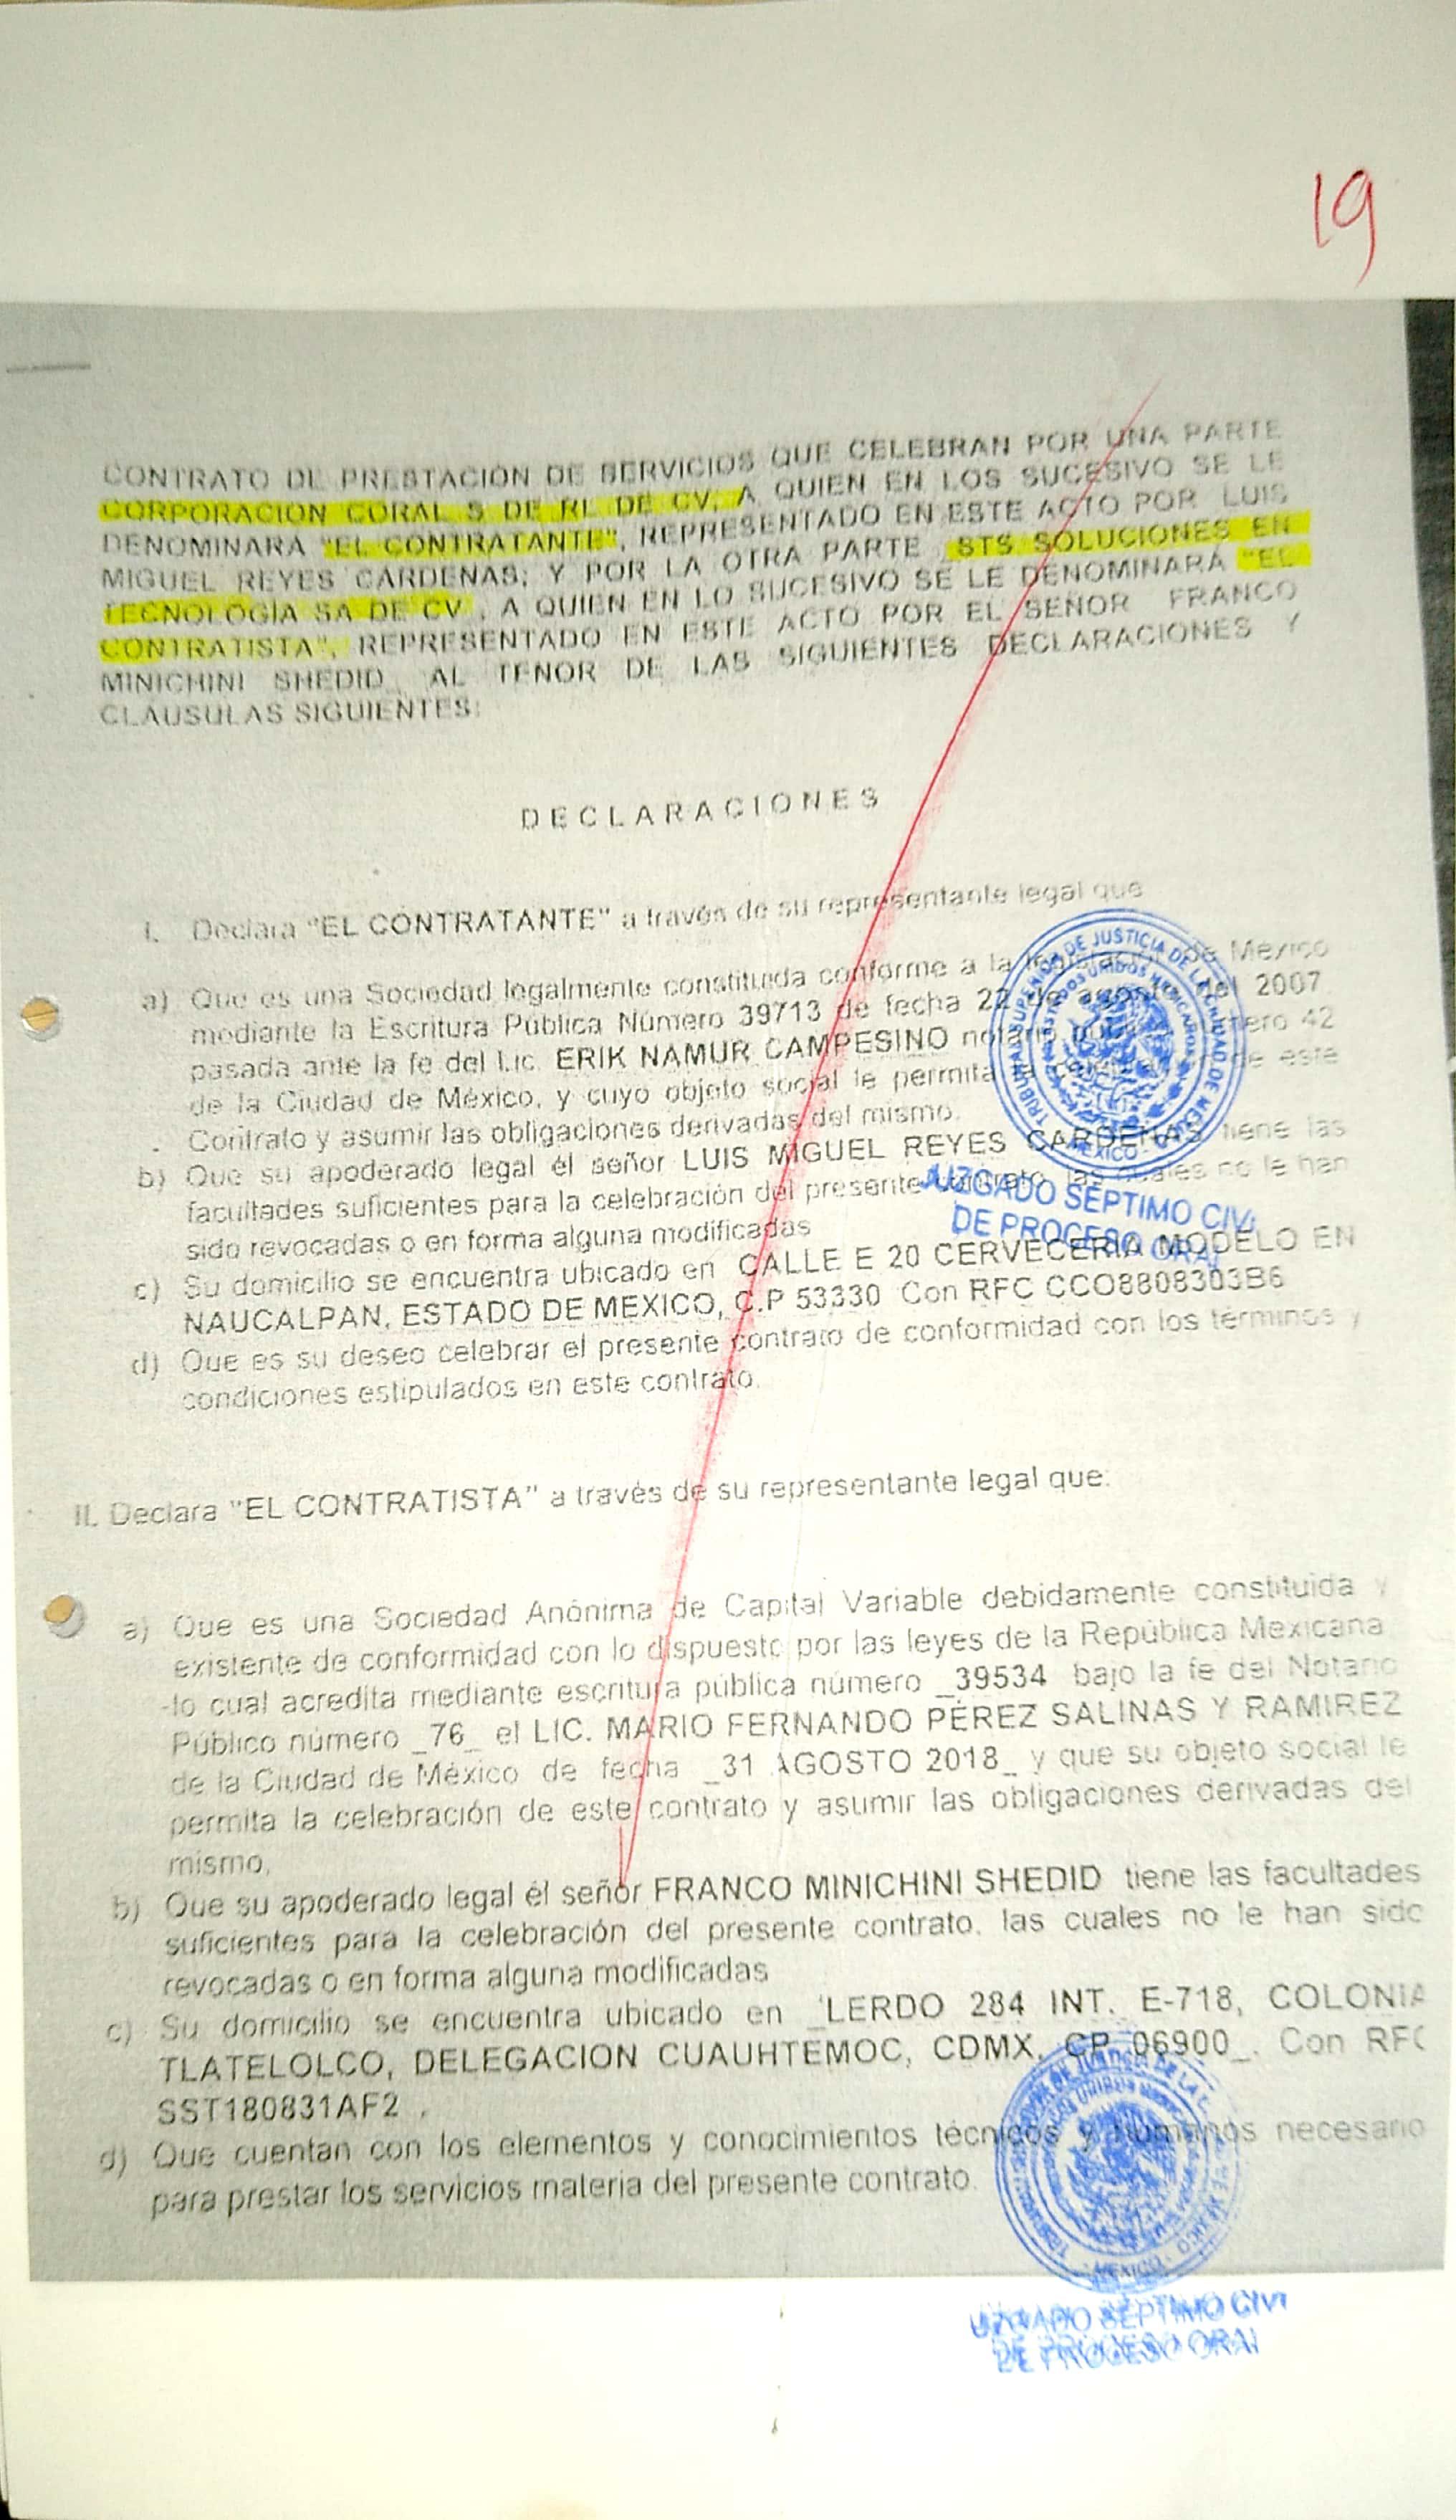 19
CONTRATO DE PRESTACIÓN DE SERVICIOS QUE CELEBRAN POR UNA PARTE
CORPORACION CORAL S DE RL DE CV, A QUIEN EN LOS SUCESIVO SE LE
DENOMINARÁ "EL CONTRATANTE", REPRESENTADO EN ESTE ACTO POR LUIS
MIGUEL REYES CARDENAS; Y POR LA OTRA PARTE STS SOLUCIONES EN
TECNOLOGÍA SA DE CV, A QUIEN EN LO SUCESIVO SE LE DENOMINARÁ "EL
CONTRATISTA", REPRESENTADO EN ESTE ACTO POR EL SEÑOR FRANCO
MINICHINI SHEDID AL TENOR DE LAS SIGUIENTES DECLARACIONES Y
CLÁUSULAS SIGUIENTES:
DECLARACIONES
I. Declara "EL CONTRATANTE" a través de su representante legal que
a) Que es una Sociedad legalmente constituida conforme a la de Mexico
mediante la Escritura Pública Número 39713 de fecha 22 de agosto del 2007
pasada ante la fe del Lic. ERIK NAMUR CAMPESINO notario número 42
de la Ciudad de México, y cuyo objeto social le permita la de este
Contrato y asumir las obligaciones derivadas del mismo.
b) Que su apoderado legal él señor LUIS MIGUEL REYES CARDENAS tiene las
facultades suficientes para la celebración del presente contrato, las cuales no le han
sido revocadas o en forma alguna modificadas
c) Su domicilio se encuentra ubicado en CALLE E 20 CERVECERIA MODELO EN
NAUCALPAN, ESTADO DE MEXICO, C.P 53330 Con RFC CCO8808303B6
d) Que es su deseo celebrar el presente contrato de conformidad con los términos y
condiciones estipulados en este contrato.
TRIBUNAL SUPERIOR DE JUSTICIA DE LA CIUDAD DE MÉXICO
ESTADOS UNIDOS MEXICANOS
MÉXICO
JUZGADO SÉPTIMO CIVI
DE PROCESO ORAL
II. Declara "EL CONTRATISTA" a través de su representante legal que:
a) Que es una Sociedad Anónima de Capital Variable debidamente constituida y
existente de conformidad con lo dispuesto por las leyes de la República Mexicana
-lo cual acredita mediante escritura pública número _39534 bajo la fe del Notario
Público número _76_ el LIC. MARIO FERNANDO PÉREZ SALINAS Y RAMIREZ
de la Ciudad de México de fecha _31 AGOSTO 2018_ y que su objeto social le
permita la celebración de este contrato y asumir las obligaciones derivadas del
mismo,
b) Que su apoderado legal él señor FRANCO MINICHINI SHEDID tiene las facultades
suficientes para la celebración del presente contrato, las cuales no le han sido
revocadas o en forma alguna modificadas
c) Su domicilio se encuentra ubicado en _LERDO 284 INT. E-718, COLONIA
TLATELOLCO, DELEGACION CUAUHTEMOC, CDMX, CP 06900_. Con RFC
SST180831AF2 .
d) Que cuentan con los elementos y conocimientos técnicos y humanos necesario
para prestar los servicios materia del presente contrato.
MÉXICO
UZGADO SÉPTIMO CIVI
DE PROCESO ORAL